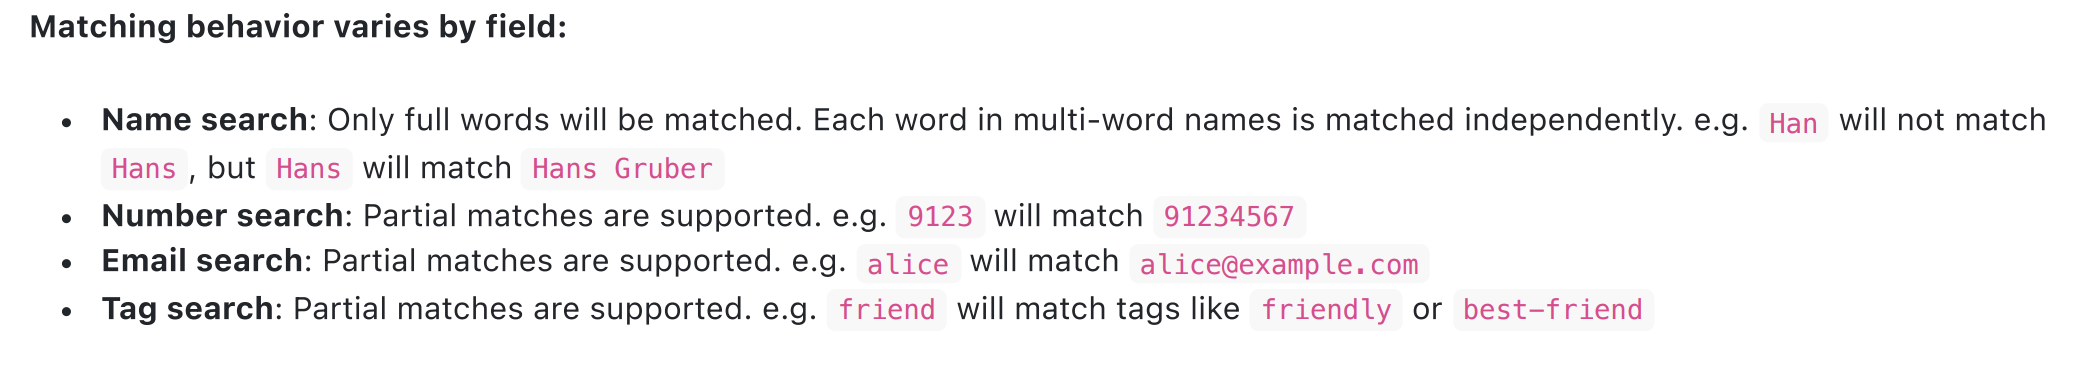 Matching behavior varies by field:
• Name search: Only full words will be matched. Each word in multi-word names is matched independently. e.g. Han will not match
Hans, but Hans will match Hans Gruber
• Number search: Partial matches are supported. e.g. 9123 will match 91234567
• Email search: Partial matches are supported. e.g. alice will match alice@example.com
• Tag search: Partial matches are supported. e.g. friend will match tags like friendly or best-friend